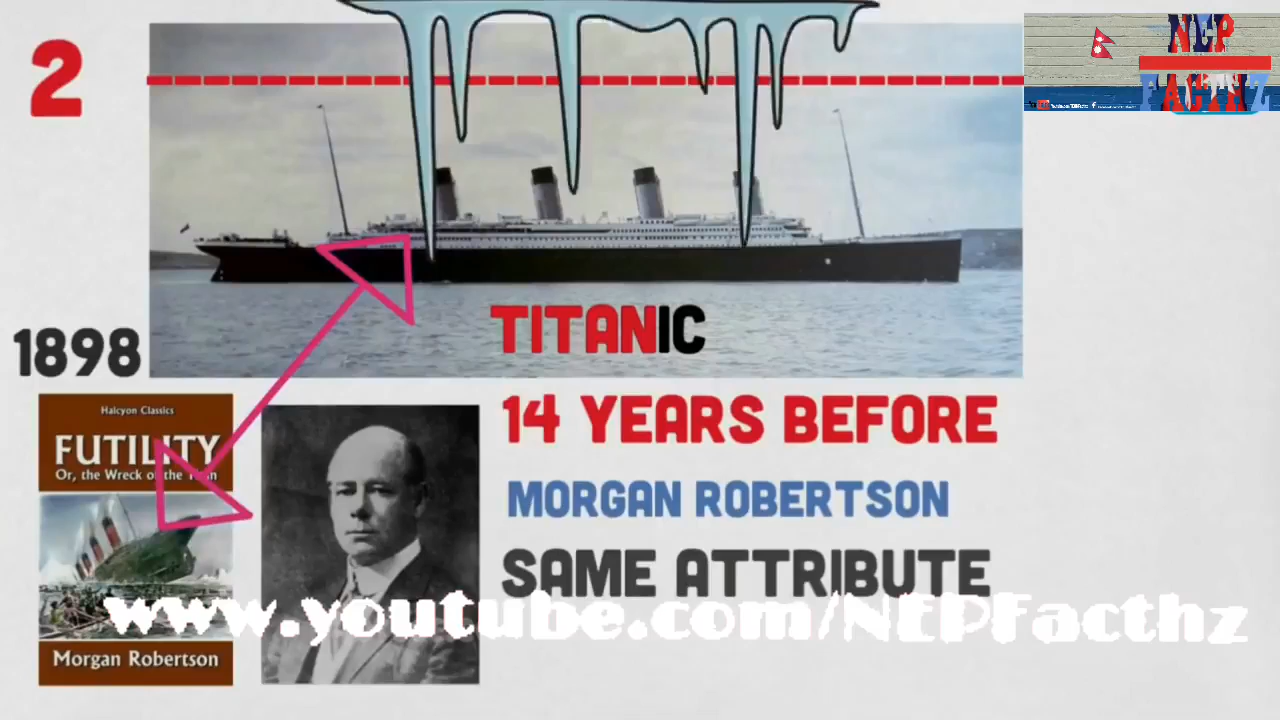 2
NEP
FACTHZ
TITANIC
1898
14 YEARS BEFORE
MORGAN ROBERTSON
SAME ATTRIBUTE
Halcyon Classics
FUTILITY
Or, the Wreck of the
Morgan Robertson
www.youtube.com/NEPFacthz